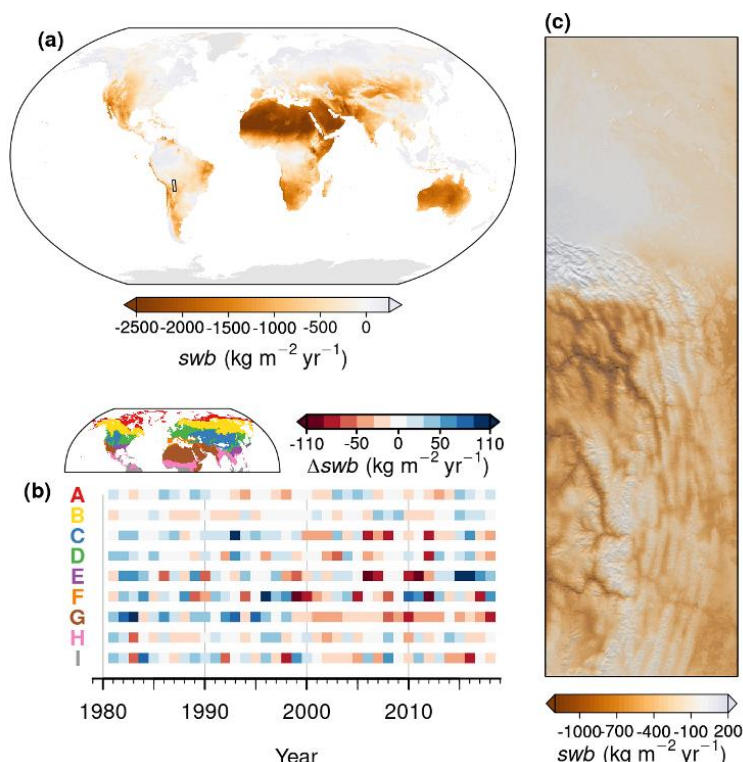 (a)
-2500 -2000 -1500 -1000 -500 0
swb (kg m⁻² yr⁻¹)
-110 -50 0 50 110
Δswb (kg m⁻² yr⁻¹)
(b)
A
B
C
D
E
F
G
H
I
1980 1990 2000 2010
Year
(c)
-1000 -700 -400 -100 200
swb (kg m⁻² yr⁻¹)